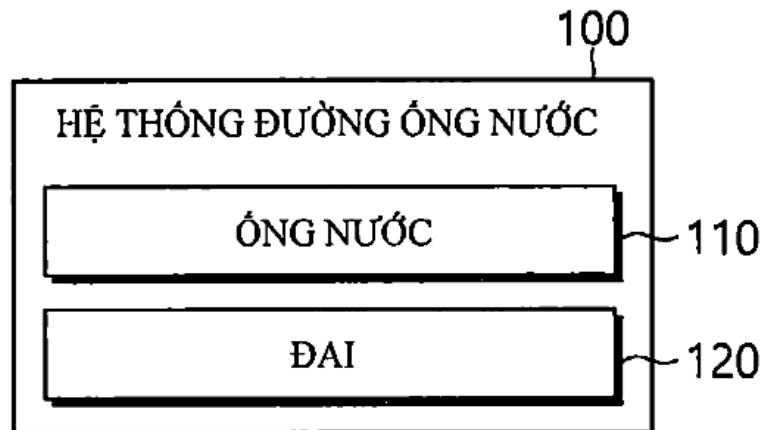 100
HỆ THỐNG ĐƯỜNG ỐNG NƯỚC
ỐNG NƯỚC
110
ĐAI
120